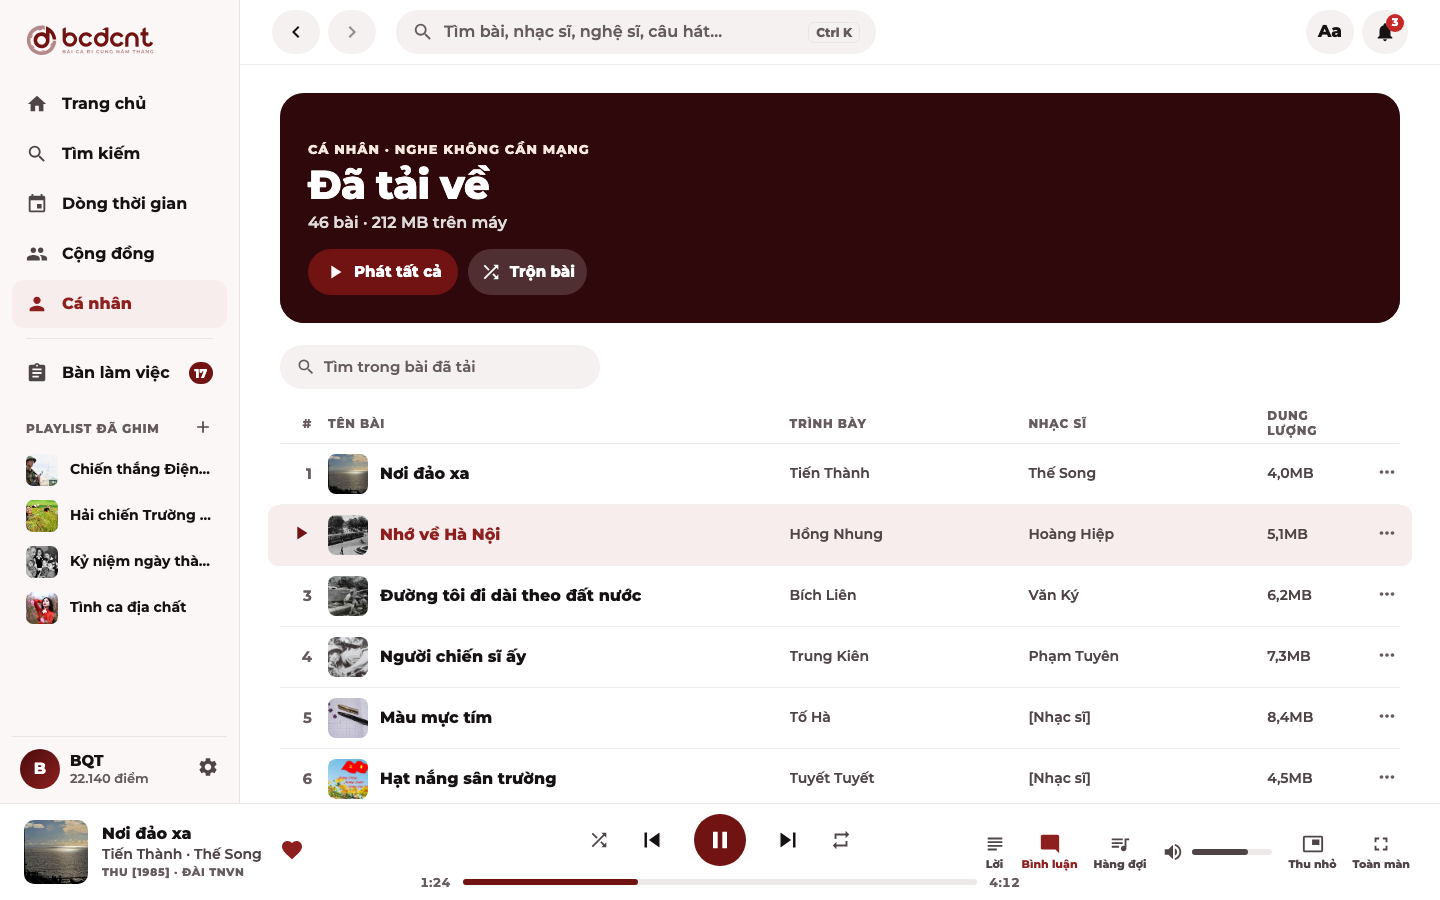 bcdcnt
BÀI CA ĐI CÙNG NĂM THÁNG
Trang chủ
Tìm kiếm
Dòng thời gian
Cộng đồng
Cá nhân
Bàn làm việc 17
PLAYLIST ĐÃ GHIM
Chiến thắng Điện...
Hải chiến Trường ...
Kỷ niệm ngày thà...
Tình ca địa chất
B
BQT
22.140 điểm
Tìm bài, nhạc sĩ, nghệ sĩ, câu hát...
Ctrl K
Aa
3
CÁ NHÂN · NGHE KHÔNG CẦN MẠNG
Đã tải về
46 bài · 212 MB trên máy
Phát tất cả
Trộn bài
Tìm trong bài đã tải
# TÊN BÀI TRÌNH BÀY NHẠC SĨ DUNG LƯỢNG
1 Nơi đảo xa Tiến Thành Thế Song 4,0MB
Nhớ về Hà Nội Hồng Nhung Hoàng Hiệp 5,1MB
3 Đường tôi đi dài theo đất nước Bích Liên Văn Ký 6,2MB
4 Người chiến sĩ ấy Trung Kiên Phạm Tuyên 7,3MB
5 Màu mực tím Tố Hà [Nhạc sĩ] 8,4MB
6 Hạt nắng sân trường Tuyết Tuyết [Nhạc sĩ] 4,5MB
Nơi đảo xa
Tiến Thành · Thế Song
THU [1985] · ĐÀI TNVN
1:24
4:12
Lời
Bình luận
Hàng đợi
Thu nhỏ
Toàn màn